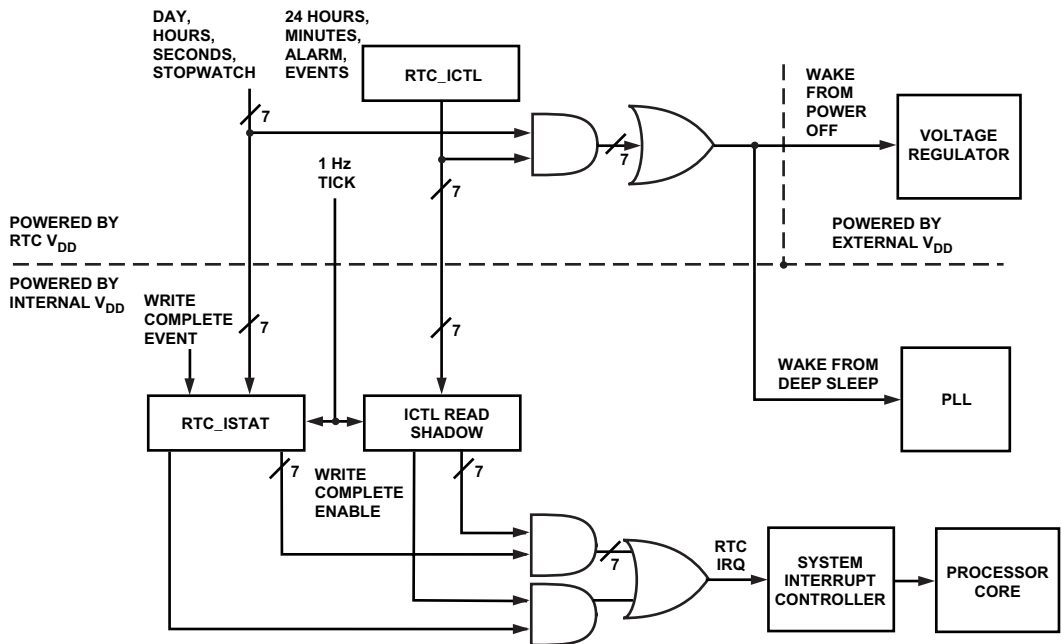 DAY,
HOURS,
SECONDS,
STOPWATCH
24 HOURS,
MINUTES,
ALARM,
EVENTS
RTC_ICTL
WAKE
FROM
POWER
OFF
VOLTAGE
REGULATOR
7
7
1 Hz
TICK
7
POWERED BY
RTC VDD
POWERED BY
EXTERNAL VDD
POWERED BY
INTERNAL VDD
WRITE
COMPLETE
EVENT
7
7
WAKE FROM
DEEP SLEEP
PLL
RTC_ISTAT
ICTL READ
SHADOW
7
WRITE
COMPLETE
ENABLE
7
7
RTC
IRQ
SYSTEM
INTERRUPT
CONTROLLER
PROCESSOR
CORE